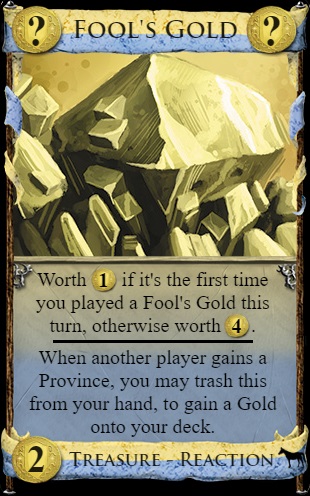 ? FOOL'S GOLD ?
Worth 1 if it's the first time
you played a Fool's Gold this
turn, otherwise worth 4.
When another player gains a
Province, you may trash this
from your hand, to gain a Gold
onto your deck.
2 TREASURE - REACTION